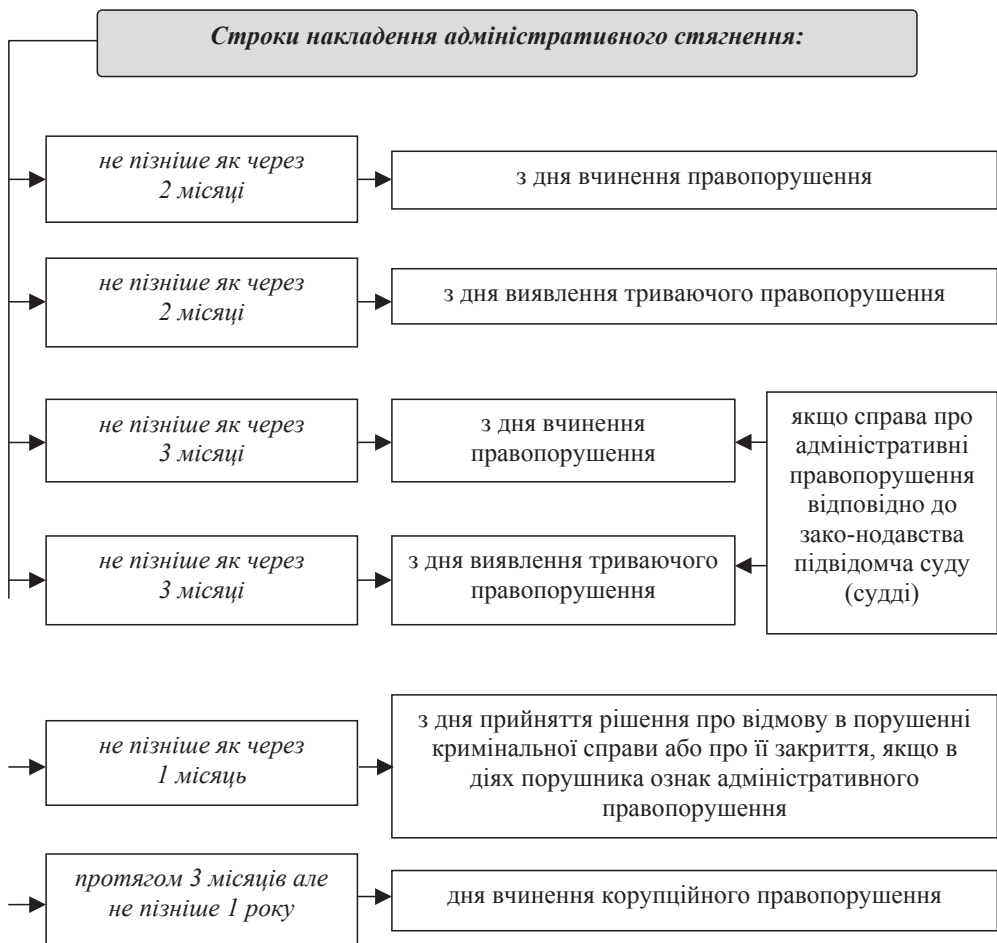 Строки накладення адміністративного стягнення:
не пізніше як через
2 місяці
з дня вчинення правопорушення
не пізніше як через
2 місяці
з дня виявлення триваючого правопорушення
не пізніше як через
3 місяці
з дня вчинення
правопорушення
якщо справа про
адміністративні
правопорушення
відповідно до
зако-нодавства
підвідомча суду
(судді)
не пізніше як через
3 місяці
з дня виявлення триваючого
правопорушення
не пізніше як через
1 місяць
з дня прийняття рішення про відмову в порушенні
кримінальної справи або про її закриття, якщо в
діях порушника ознак адміністративного
правопорушення
протягом 3 місяців але
не пізніше 1 року
дня вчинення корупційного правопорушення